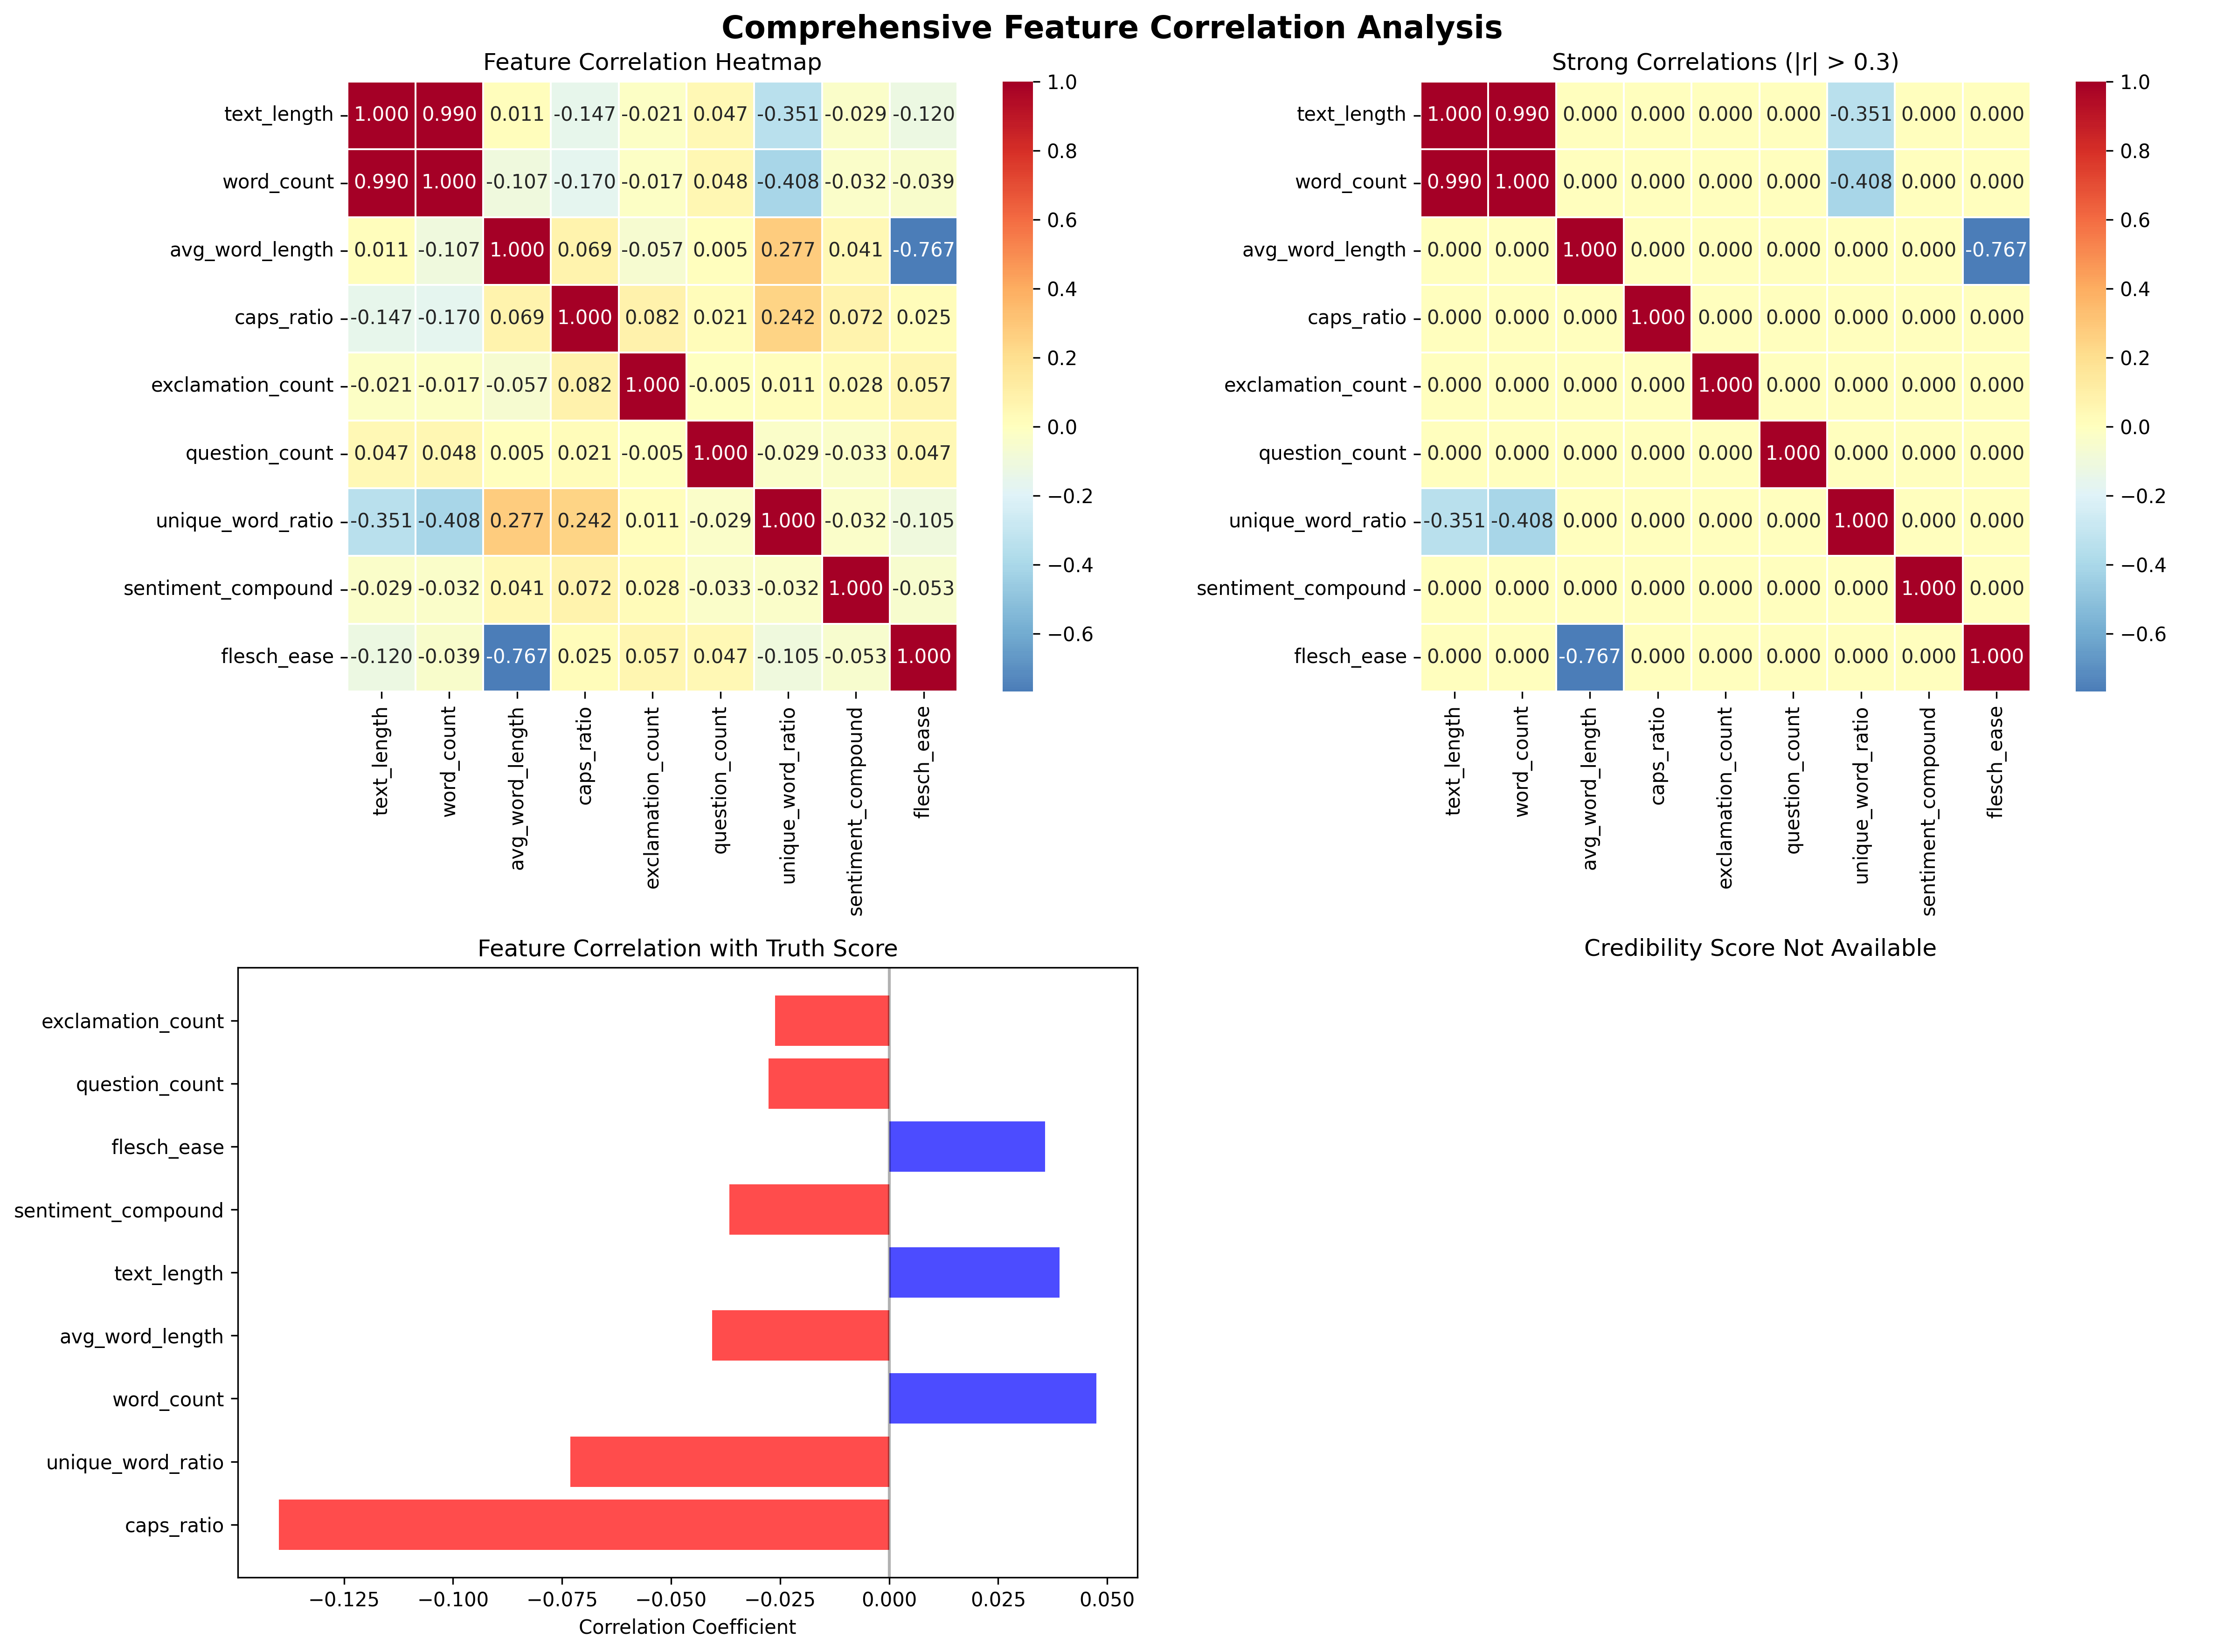 Comprehensive Feature Correlation Analysis
Feature Correlation Heatmap
text_length 1.000 0.990 0.011 -0.147 -0.021 0.047 -0.351 -0.029 -0.120
word_count 0.990 1.000 -0.107 -0.170 -0.017 0.048 -0.408 -0.032 -0.039
avg_word_length 0.011 -0.107 1.000 0.069 -0.057 0.005 0.277 0.041 -0.767
caps_ratio -0.147 -0.170 0.069 1.000 0.082 0.021 0.242 0.072 0.025
exclamation_count -0.021 -0.017 -0.057 0.082 1.000 -0.005 0.011 0.028 0.057
question_count 0.047 0.048 0.005 0.021 -0.005 1.000 -0.029 -0.033 0.047
unique_word_ratio -0.351 -0.408 0.277 0.242 0.011 -0.029 1.000 -0.032 -0.105
sentiment_compound -0.029 -0.032 0.041 0.072 0.028 -0.033 -0.032 1.000 -0.053
flesch_ease -0.120 -0.039 -0.767 0.025 0.057 0.047 -0.105 -0.053 1.000
text_length
word_count
avg_word_length
caps_ratio
exclamation_count
question_count
unique_word_ratio
sentiment_compound
flesch_ease
1.0
0.8
0.6
0.4
0.2
0.0
−0.2
−0.4
−0.6
Strong Correlations (|r| > 0.3)
text_length 1.000 0.990 0.000 0.000 0.000 0.000 -0.351 0.000 0.000
word_count 0.990 1.000 0.000 0.000 0.000 0.000 -0.408 0.000 0.000
avg_word_length 0.000 0.000 1.000 0.000 0.000 0.000 0.000 0.000 -0.767
caps_ratio 0.000 0.000 0.000 1.000 0.000 0.000 0.000 0.000 0.000
exclamation_count 0.000 0.000 0.000 0.000 1.000 0.000 0.000 0.000 0.000
question_count 0.000 0.000 0.000 0.000 0.000 1.000 0.000 0.000 0.000
unique_word_ratio -0.351 -0.408 0.000 0.000 0.000 0.000 1.000 0.000 0.000
sentiment_compound 0.000 0.000 0.000 0.000 0.000 0.000 0.000 1.000 0.000
flesch_ease 0.000 0.000 -0.767 0.000 0.000 0.000 0.000 0.000 1.000
text_length
word_count
avg_word_length
caps_ratio
exclamation_count
question_count
unique_word_ratio
sentiment_compound
flesch_ease
1.0
0.8
0.6
0.4
0.2
0.0
−0.2
−0.4
−0.6
Feature Correlation with Truth Score
exclamation_count
question_count
flesch_ease
sentiment_compound
text_length
avg_word_length
word_count
unique_word_ratio
caps_ratio
−0.125 −0.100 −0.075 −0.050 −0.025 0.000 0.025 0.050
Correlation Coefficient
Credibility Score Not Available